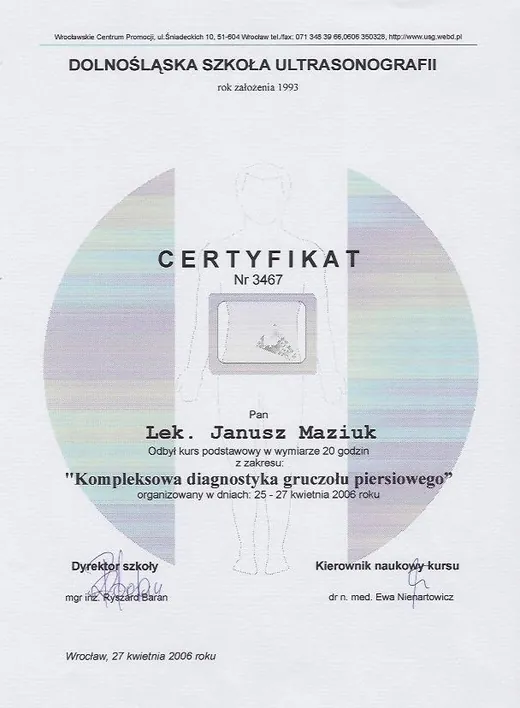 Wrocławskie Centrum Promocji, ul.Śniadeckich 10, 51-604 Wrocław tel./fax: 071 348 39 66,0606 350328, http://www.usg.webd.pl
DOLNOŚLĄSKA SZKOŁA ULTRASONOGRAFII
rok założenia 1993
CERTYFIKAT
Nr 3467
Pan
Lek. Janusz Maziuk
Odbył kurs podstawowy w wymiarze 20 godzin
z zakresu:
"Kompleksowa diagnostyka gruczołu piersiowego”
organizowany w dniach: 25 - 27 kwietnia 2006 roku
Dyrektor szkoły
mgr inż. Ryszard Baran
Kierownik naukowy kursu
dr n. med. Ewa Nienartowicz
Wrocław, 27 kwietnia 2006 roku